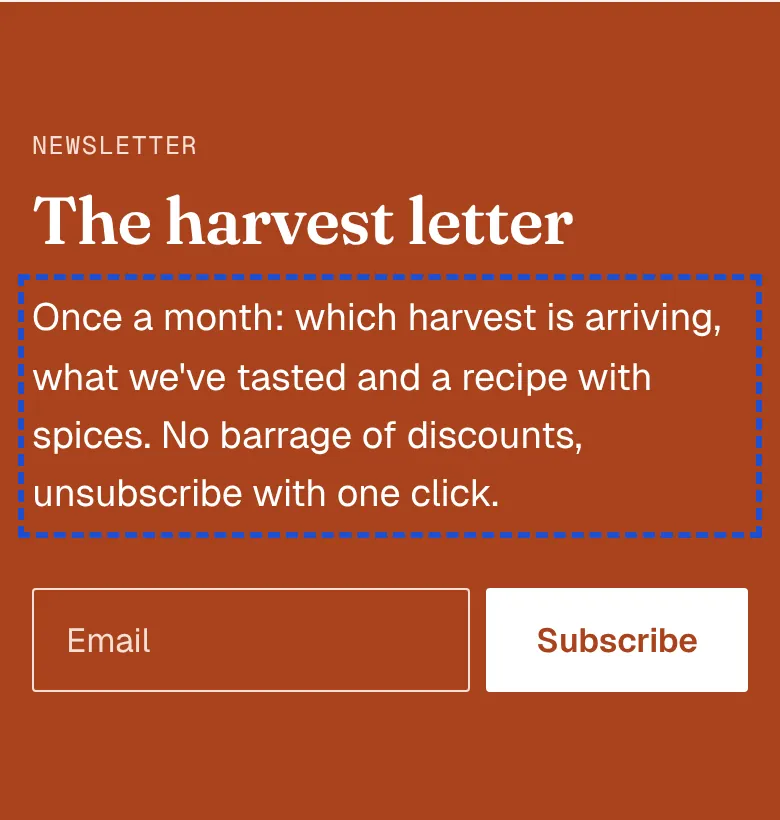 NEWSLETTER
The harvest letter
Once a month: which harvest is arriving,
what we've tasted and a recipe with
spices. No barrage of discounts,
unsubscribe with one click.
Email
Subscribe